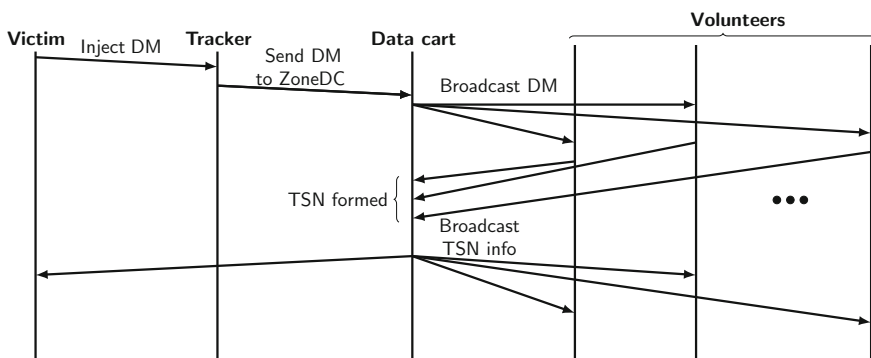 Volunteers
Victim
Tracker
Data cart
Inject DM
Send DM
to ZoneDC
Broadcast DM
TSN formed
Broadcast
TSN info